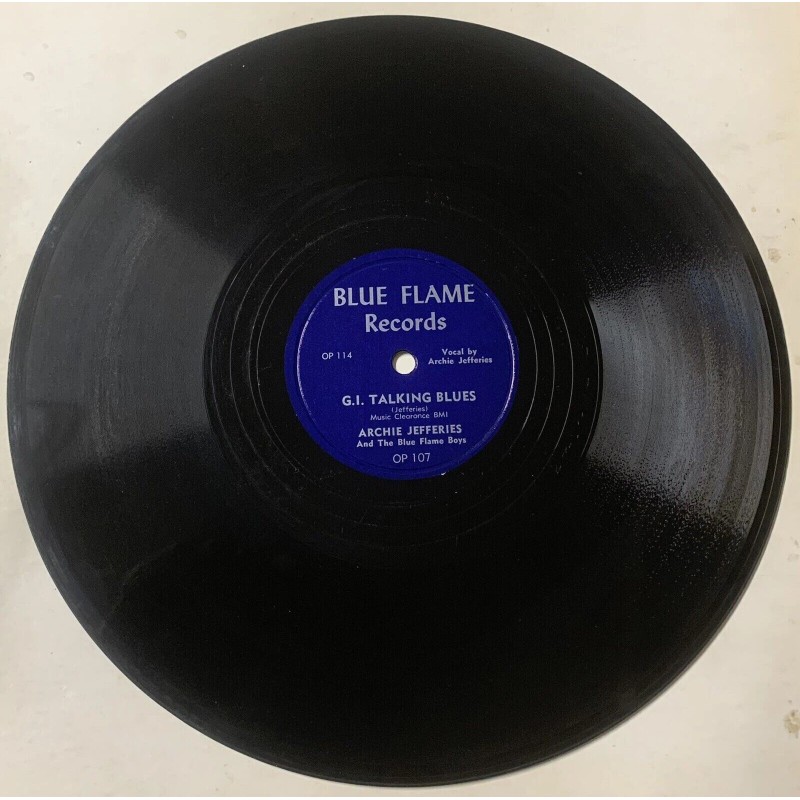 BLUE FLAME
Records
OP 114
Vocal by
Archie Jefferies
G.I. TALKING BLUES
(Jefferies)
Music Clearance BMI
ARCHIE JEFFERIES
And The Blue Flame Boys
OP 107